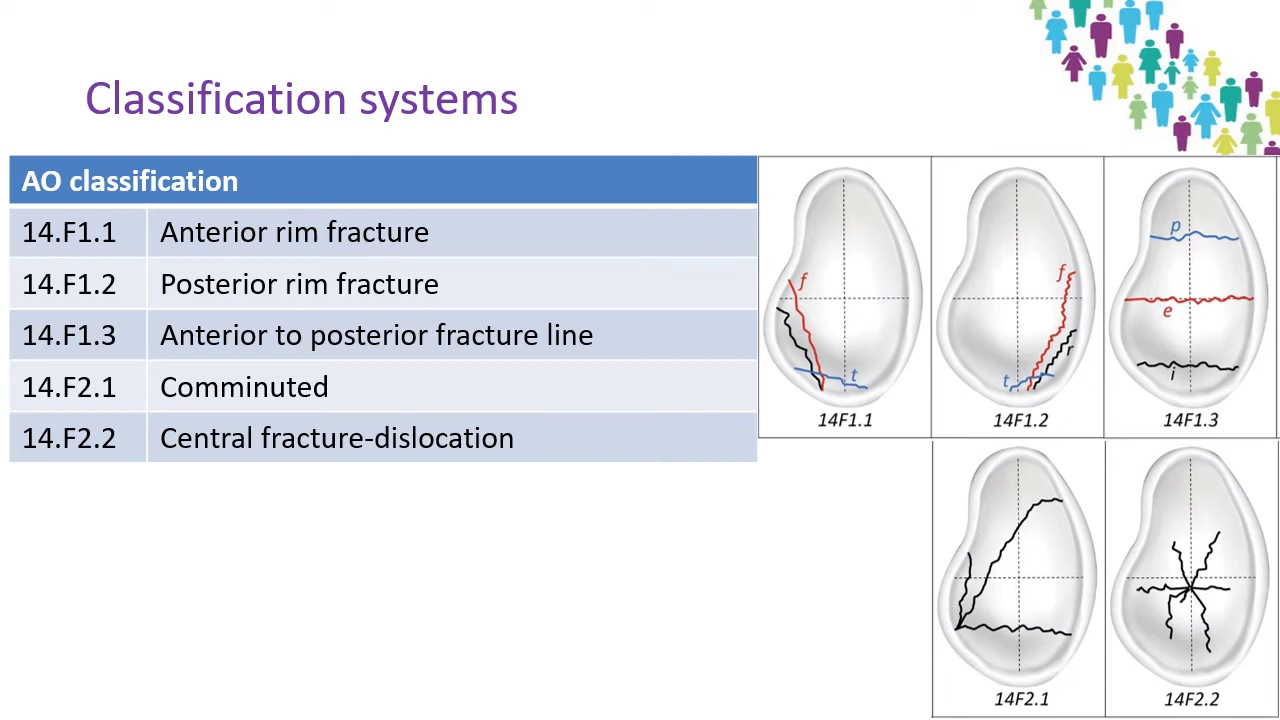 Classification systems
AO classification
14.F1.1 Anterior rim fracture
14.F1.2 Posterior rim fracture
14.F1.3 Anterior to posterior fracture line
14.F2.1 Comminuted
14.F2.2 Central fracture-dislocation
f
t
14F1.1
f
r
t
14F1.2
p
e
i
14F1.3
14F2.1
14F2.2